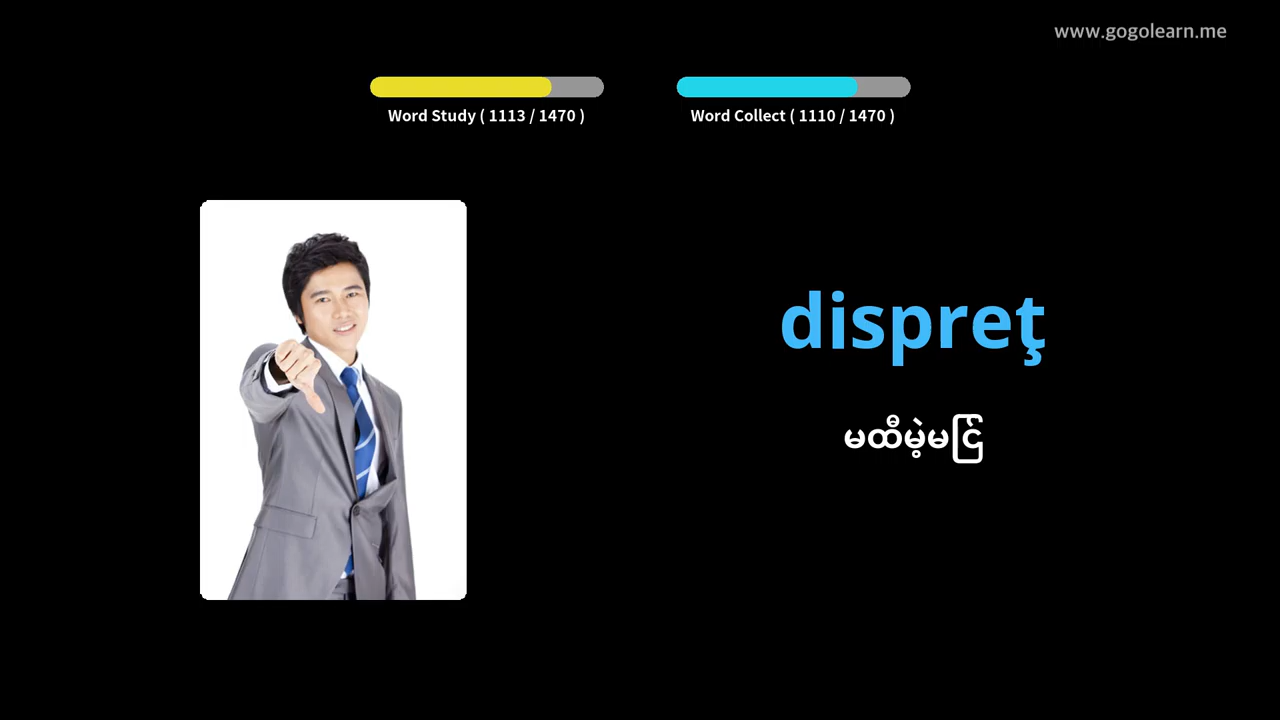 www.gogolearn.me
Word Study ( 1113 / 1470 )
Word Collect ( 1110 / 1470 )
dispreţ
မထီမဲ့မြင်